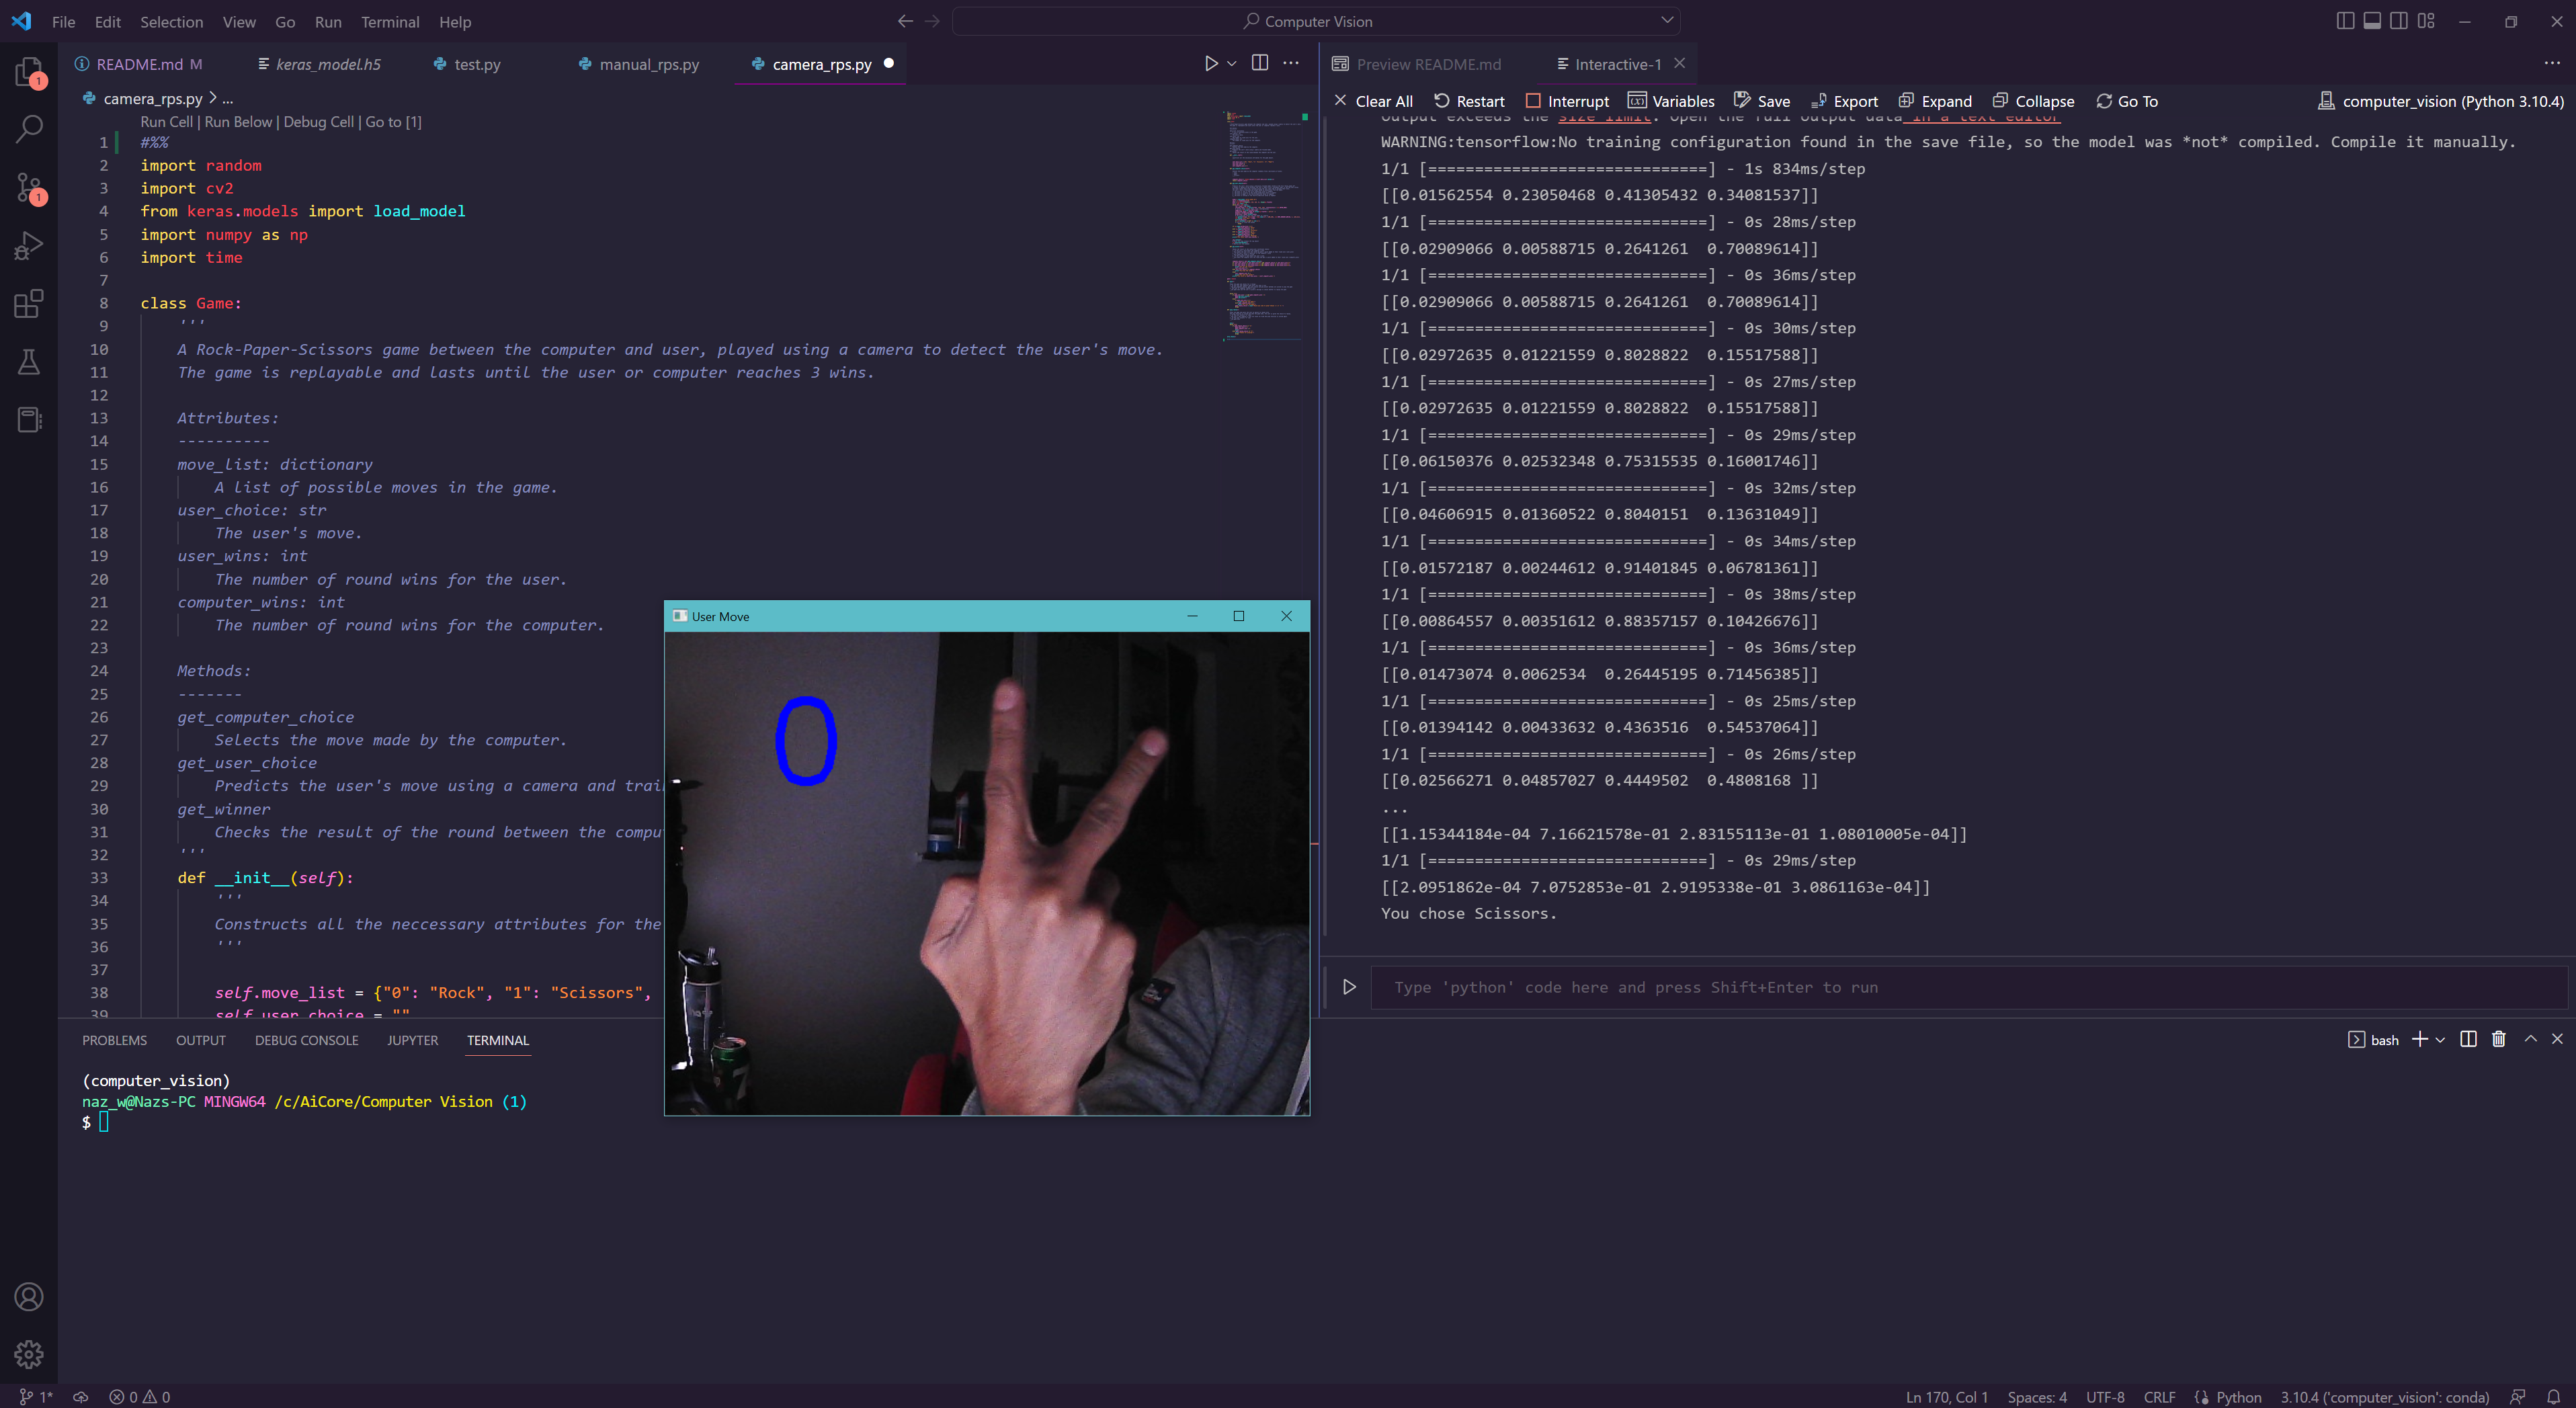 File Edit Selection View Go Run Terminal Help
Computer Vision
README.md M
keras_model.h5
test.py
manual_rps.py
camera_rps.py
camera_rps.py > ...
Run Cell | Run Below | Debug Cell | Go to [1]
1 #%%
2 import random
3 import cv2
4 from keras.models import load_model
5 import numpy as np
6 import time
7
8 class Game:
9 '''
10 A Rock-Paper-Scissors game between the computer and user, played using a camera to detect the user's move.
11 The game is replayable and lasts until the user or computer reaches 3 wins.
12
13 Attributes:
14 ----------
15 move_list: dictionary
16 A list of possible moves in the game.
17 user_choice: str
18 The user's move.
19 user_wins: int
20 The number of round wins for the user.
21 computer_wins: int
22 The number of round wins for the computer.
23
24 Methods:
25 -------
26 get_computer_choice
27 Selects the move made by the computer.
28 get_user_choice
29 Predicts the user's move using a camera and trai
30 get_winner
31 Checks the result of the round between the compu
32 '''
33 def __init__(self):
34 '''
35 Constructs all the neccessary attributes for the
36 '''
37
38 self.move_list = {"0": "Rock", "1": "Scissors",
39 self.user_choice = ""
User Move
0
Preview README.md
Interactive-1
Clear All Restart Interrupt Variables Save Export Expand Collapse Go To
computer_vision (Python 3.10.4)
Output exceeds the size limit. Open the full output data in a text editor
WARNING:tensorflow:No training configuration found in the save file, so the model was *not* compiled. Compile it manually.
1/1 [==============================] - 1s 834ms/step
[[0.01562554 0.23050468 0.41305432 0.34081537]]
1/1 [==============================] - 0s 28ms/step
[[0.02909066 0.00588715 0.2641261  0.70089614]]
1/1 [==============================] - 0s 36ms/step
[[0.02909066 0.00588715 0.2641261  0.70089614]]
1/1 [==============================] - 0s 30ms/step
[[0.02972635 0.01221559 0.8028822  0.15517588]]
1/1 [==============================] - 0s 27ms/step
[[0.02972635 0.01221559 0.8028822  0.15517588]]
1/1 [==============================] - 0s 29ms/step
[[0.06150376 0.02532348 0.75315535 0.16001746]]
1/1 [==============================] - 0s 32ms/step
[[0.04606915 0.01360522 0.8040151  0.13631049]]
1/1 [==============================] - 0s 34ms/step
[[0.01572187 0.00244612 0.91401845 0.06781361]]
1/1 [==============================] - 0s 38ms/step
[[0.00864557 0.00351612 0.88357157 0.10426676]]
1/1 [==============================] - 0s 36ms/step
[[0.01473074 0.0062534  0.26445195 0.71456385]]
1/1 [==============================] - 0s 25ms/step
[[0.01394142 0.00433632 0.4363516  0.54537064]]
1/1 [==============================] - 0s 26ms/step
[[0.02566271 0.04857027 0.4449502  0.4808168 ]]
...
[[1.15344184e-04 7.16621578e-01 2.83155113e-01 1.08010005e-04]]
1/1 [==============================] - 0s 29ms/step
[[2.0951862e-04 7.0752853e-01 2.9195338e-01 3.0861163e-04]]
You chose Scissors.
Type 'python' code here and press Shift+Enter to run
PROBLEMS OUTPUT DEBUG CONSOLE JUPYTER TERMINAL
bash
(computer_vision)
naz_w@Nazs-PC MINGW64 /c/AiCore/Computer Vision (1)
$
1* 0 0
Ln 170, Col 1 Spaces: 4 UTF-8 CRLF Python 3.10.4 ('computer_vision': conda)